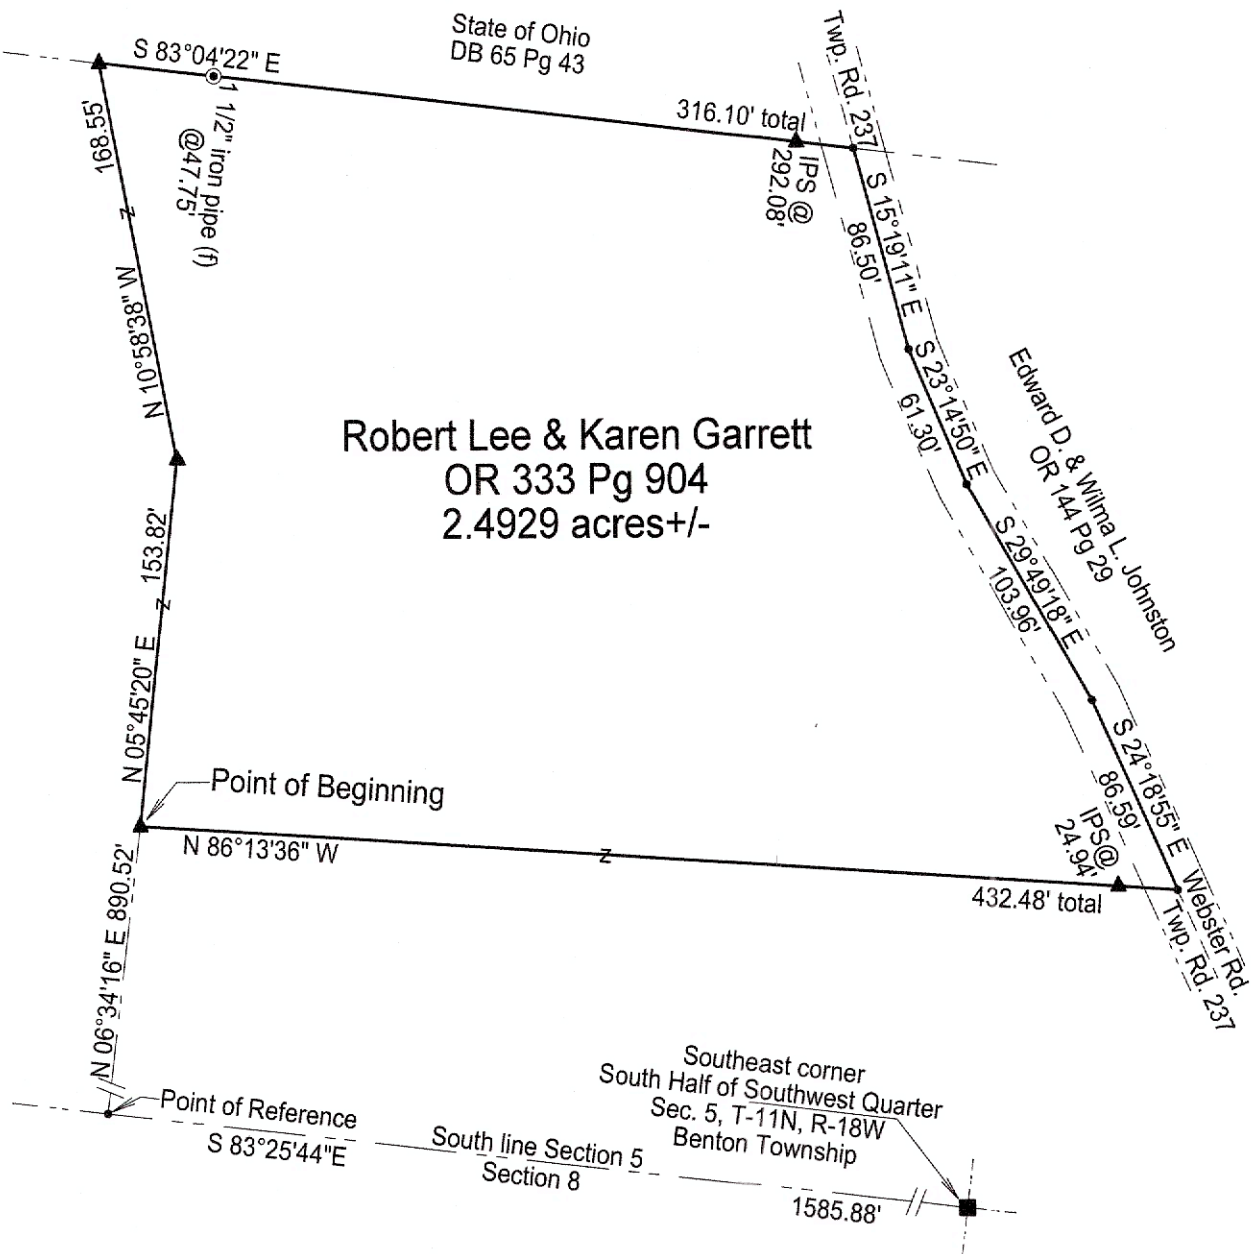 State of Ohio
DB 65 Pg 43
S 83°04'22" E
316.10' total
Twp. Rd. 237
168.55'
1 1/2" iron pipe (f)
@47.75'
IPS @
292.08'
S 15°19'11" E
86.50'
z
N 10°58'38" W
S 23°14'50" E
61.30'
Edward D. & Wilma L. Johnston
OR 144 Pg 29
Robert Lee & Karen Garrett
OR 333 Pg 904
2.4929 acres+/-
S 29°49'18" E
103.96'
153.82'
z
N 05°45'20" E
S 24°18'55" E
86.59'
IPS@
24.94'
Point of Beginning
N 86°13'36" W
z
432.48' total
Webster Rd.
Twp. Rd. 237
N 06°34'16" E 890.52'
Point of Reference
S 83°25'44"E
South line Section 5
Section 8
Southeast corner
South Half of Southwest Quarter
Sec. 5, T-11N, R-18W
Benton Township
1585.88'